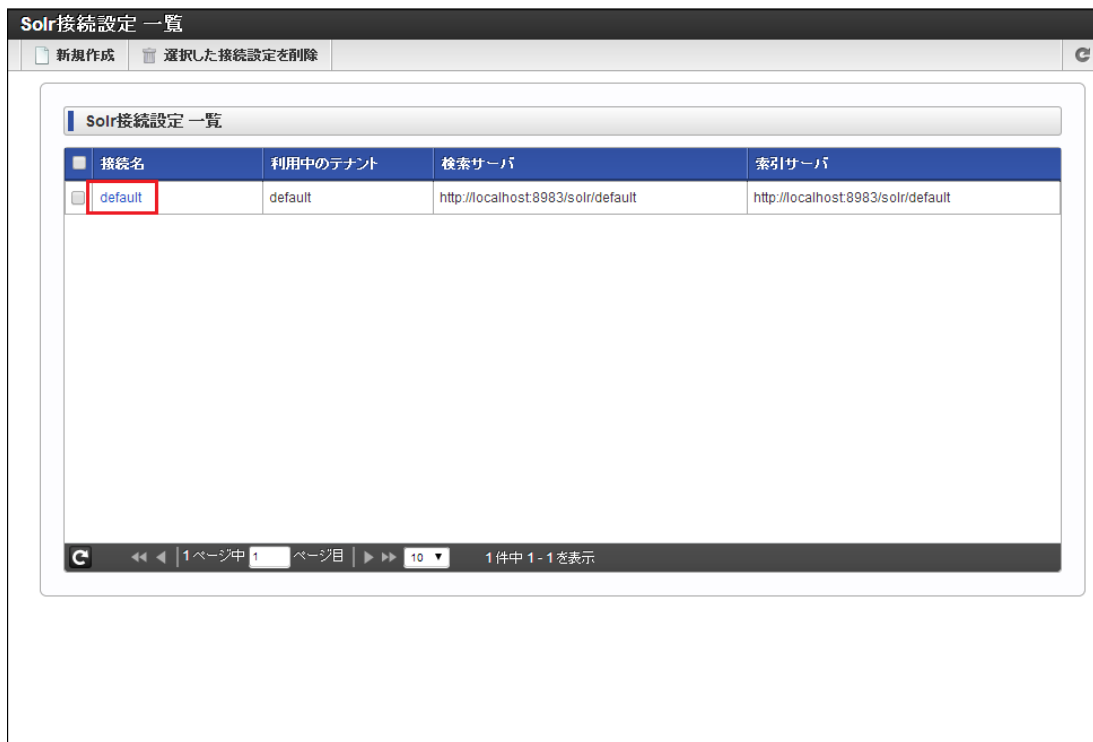 Solr接続設定 一覧
新規作成 選択した接続設定を削除
Solr接続設定 一覧
接続名 利用中のテナント 検索サーバ 索引サーバ
default default http://localhost:8983/solr/default http://localhost:8983/solr/default
1 ページ中 1 ページ目 10 1 件中 1 - 1 を表示